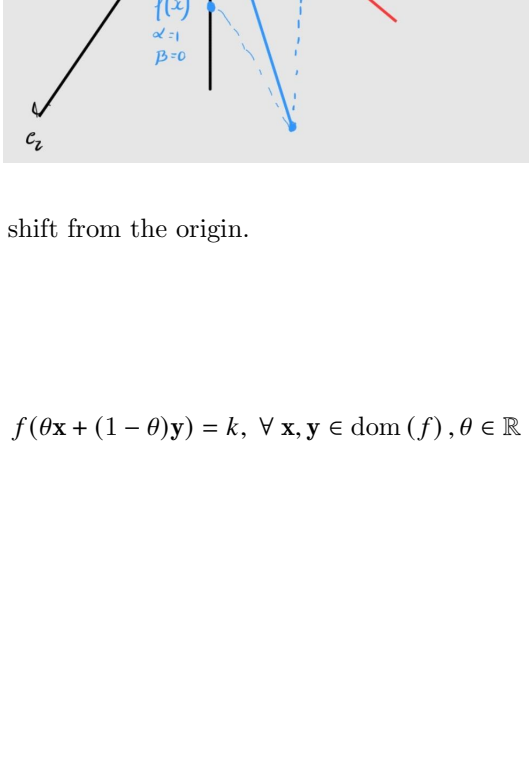 f(x)
α=1
β=0
e₂
shift from the origin.
f(θx + (1 − θ)y) = k, ∀ x, y ∈ dom (f), θ ∈ ℝ